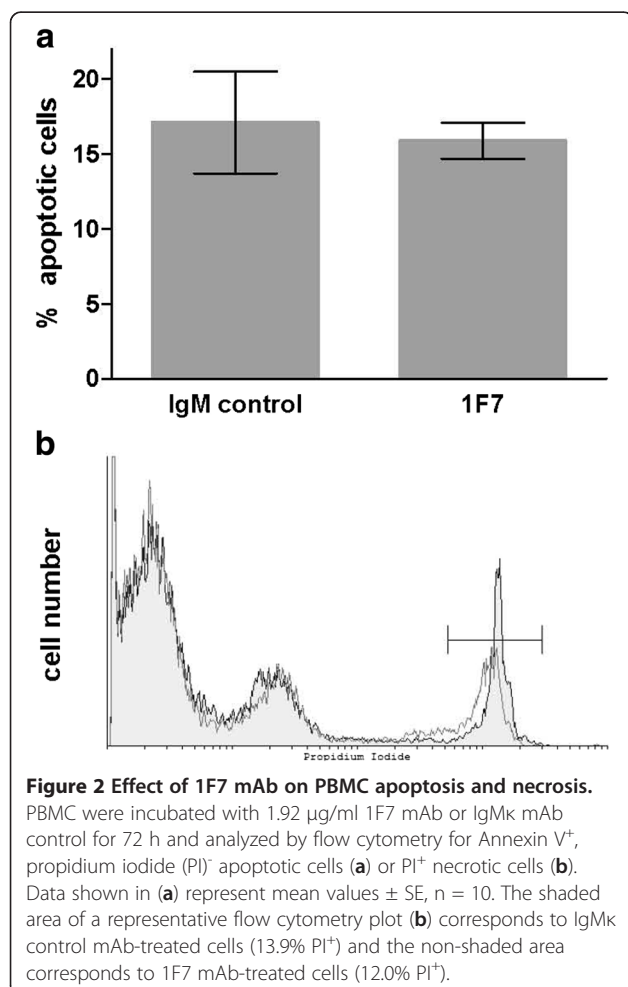 a
20
15
10
5
0
% apoptotic cells
IgM control
1F7
b
cell number
Propidium Iodide
Figure 2 Effect of 1F7 mAb on PBMC apoptosis and necrosis.
PBMC were incubated with 1.92 μg/ml 1F7 mAb or IgMκ mAb
control for 72 h and analyzed by flow cytometry for Annexin V⁺,
propidium iodide (PI)⁻ apoptotic cells (a) or PI⁺ necrotic cells (b).
Data shown in (a) represent mean values ± SE, n = 10. The shaded
area of a representative flow cytometry plot (b) corresponds to IgMκ
control mAb-treated cells (13.9% PI⁺) and the non-shaded area
corresponds to 1F7 mAb-treated cells (12.0% PI⁺).